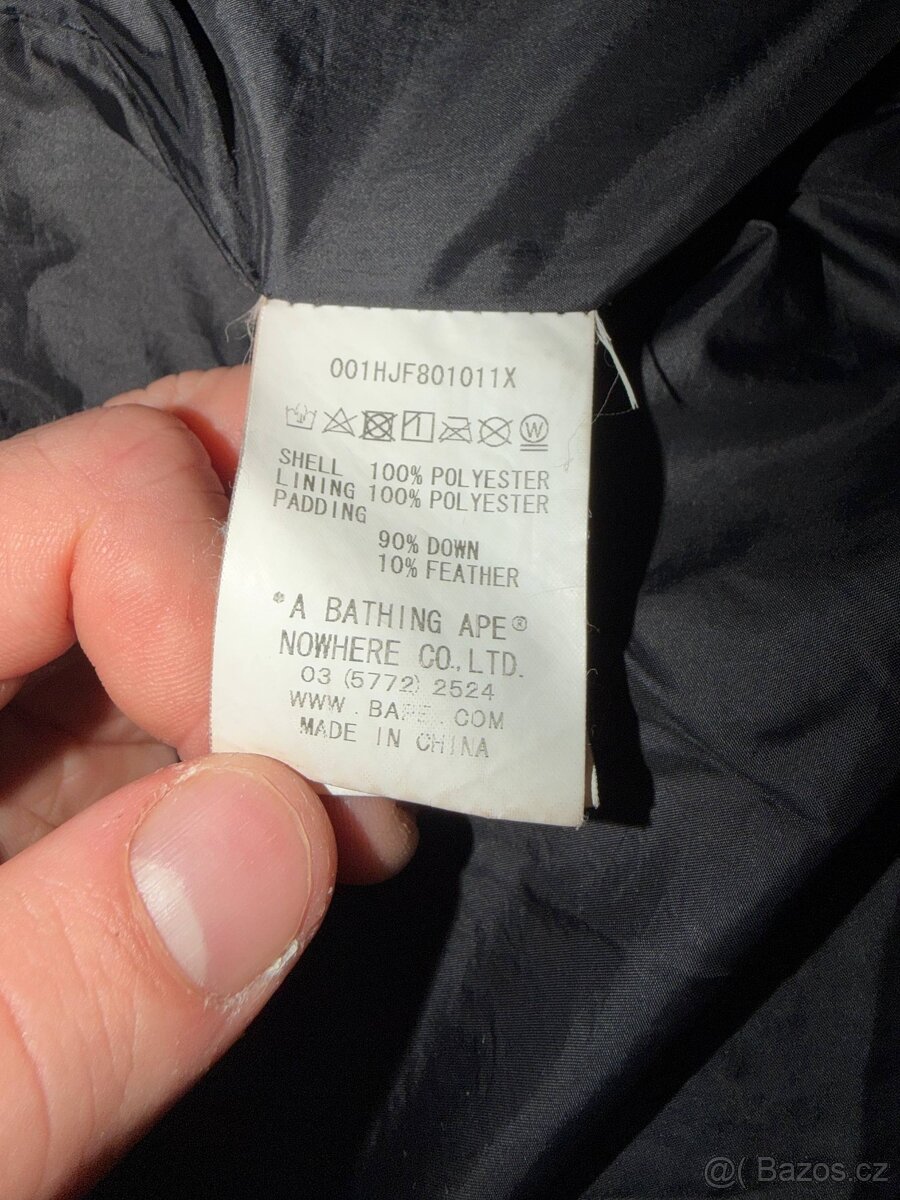 001HJF801011X
W
SHELL 100% POLYESTER
LINING 100% POLYESTER
PADDING
90% DOWN
10% FEATHER
*A BATHING APE®
NOWHERE CO., LTD.
03 (5772) 2524
WWW . BAPE . COM
MADE IN CHINA
@( Bazos.cz